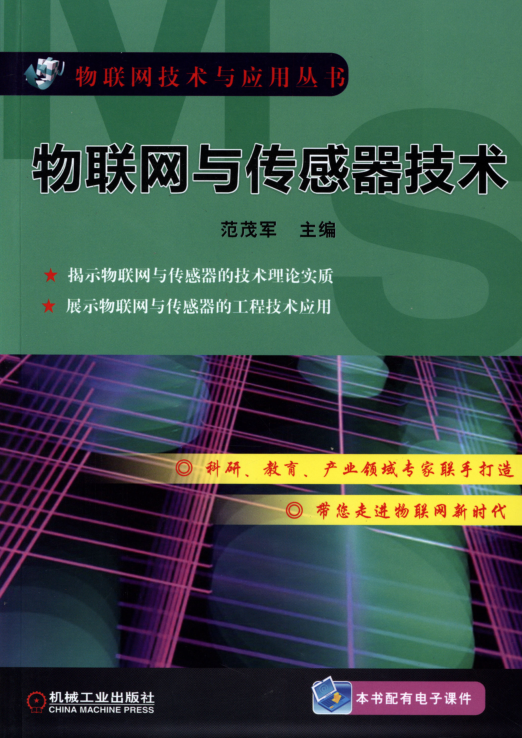 物联网技术与应用丛书
物联网与传感器技术
范茂军 主编
★ 揭示物联网与传感器的技术理论实质
★ 展示物联网与传感器的工程技术应用
◎ 科研、教育、产业领域专家联手打造
◎ 带您走进物联网新时代
机械工业出版社
CHINA MACHINE PRESS
本书配有电子课件